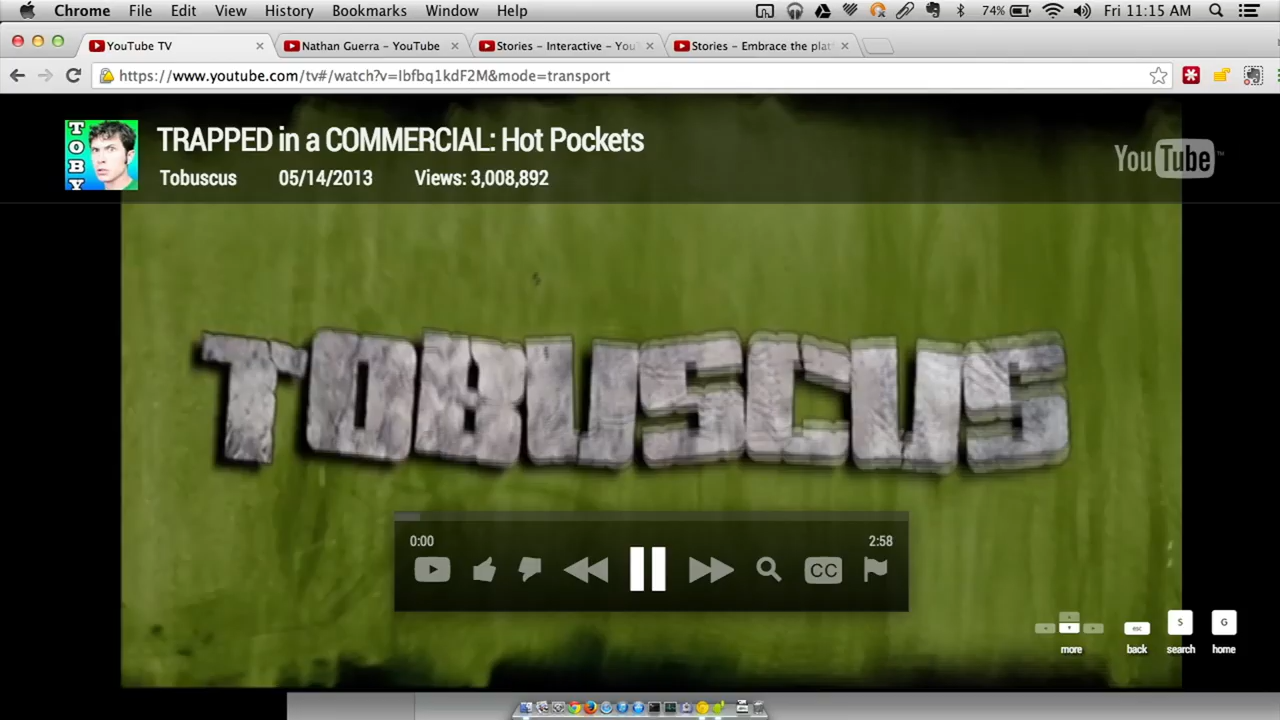 Chrome File Edit View History Bookmarks Window Help 74% Fri 11:15 AM
YouTube TV Nathan Guerra – YouTube Stories – Interactive – You Stories – Embrace the plat
https://www.youtube.com/tv#/watch?v=Ibfbq1kdF2M&mode=transport
TOBY
TRAPPED in a COMMERCIAL: Hot Pockets
Tobuscus 05/14/2013 Views: 3,008,892
YouTube
TOBUSCUS
0:00 2:58
CC
esc S G
more back search home